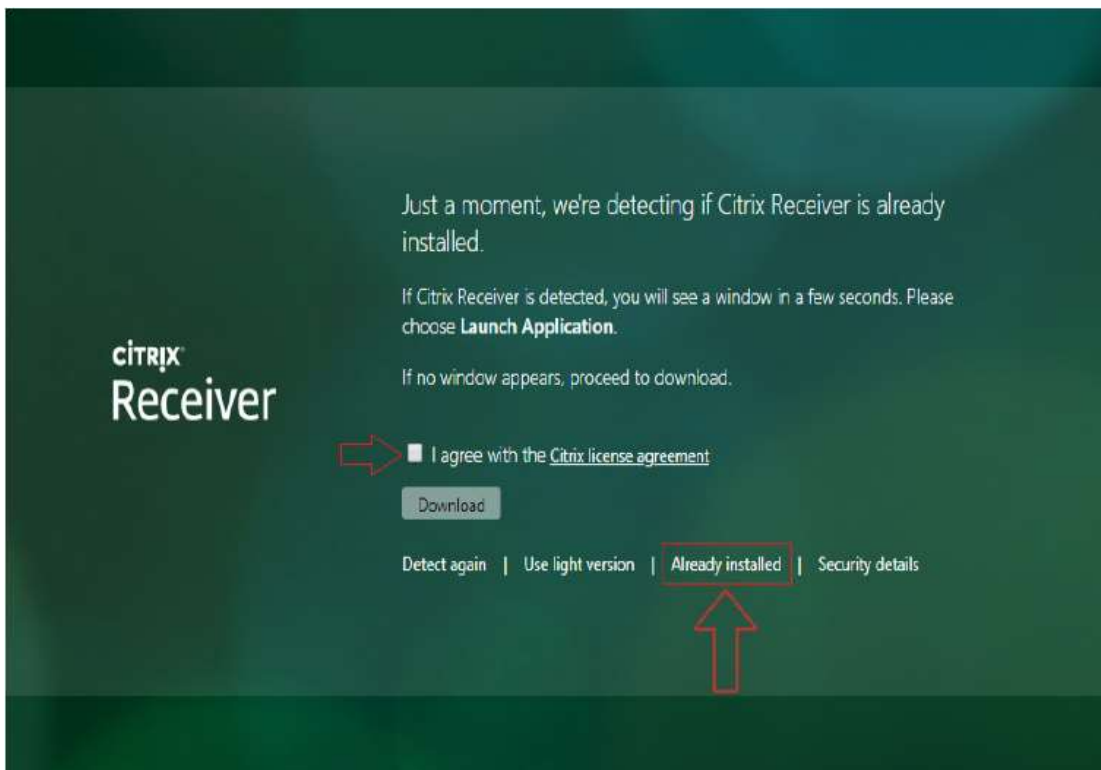 Just a moment, we're detecting if Citrix Receiver is already
installed.
If Citrix Receiver is detected, you will see a window in a few seconds. Please
choose Launch Application.
If no window appears, proceed to download.
CİTRIX
Receiver
I agree with the Citrix license agreement
Download
Detect again | Use light version | Already installed | Security details